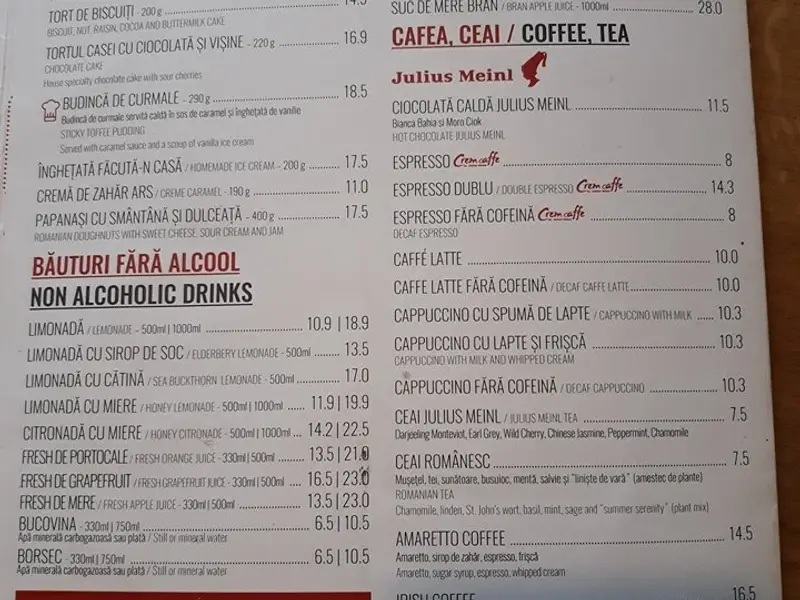 TORT DE BISCUIȚI - 200 g 14.5
BISCUIT, NUT, RAISIN, COCOA AND BUTTERMILK CAKE
TORTUL CASEI CU CIOCOLATĂ ȘI VIȘINE - 220 g 16.9
CHOCOLATE CAKE
House specialty chocolate cake with sour cherries
BUDINCĂ DE CURMALE - 290 g 18.5
Budincă de curmale servită caldă în sos de caramel și înghețată de vanilie
STICKY TOFFEE PUDDING
Served with caramel sauce and a scoop of vanilla ice cream
ÎNGHEȚATĂ FĂCUTĂ-N CASĂ / HOMEMADE ICE CREAM - 200 g 17.5
CREMĂ DE ZAHĂR ARS / CREME CARAMEL - 190 g 11.0
PAPANAȘI CU SMÂNTÂNĂ ȘI DULCEAȚĂ - 400 g 17.5
ROMANIAN DOUGHNUTS WITH SWEET CHEESE, SOUR CREAM AND JAM
BĂUTURI FĂRĂ ALCOOL
NON ALCOHOLIC DRINKS
LIMONADĂ / LEMONADE - 500ml | 1000ml 10.9 | 18.9
LIMONADĂ CU SIROP DE SOC / ELDERBERY LEMONADE - 500ml 13.5
LIMONADĂ CU CĂTINĂ / SEA BUCKTHORN LEMONADE - 500ml 17.0
LIMONADĂ CU MIERE / HONEY LEMONADE - 500ml | 1000ml 11.9 | 19.9
CITRONADĂ CU MIERE / HONEY CITRONADE - 500ml | 1000ml 14.2 | 22.5
FRESH DE PORTOCALE / FRESH ORANGE JUICE - 330ml | 500ml 13.5 | 21.0
FRESH DE GRAPEFRUIT / FRESH GRAPEFRUIT JUICE - 330ml | 500ml 16.5 | 23.0
FRESH DE MERE / FRESH APPLE JUICE - 330ml | 500ml 13.5 | 23.0
BUCOVINA - 330ml | 750ml 6.5 | 10.5
Apă minerală carbogazoasă sau plată / Still or mineral water
BORSEC - 330ml | 750ml 6.5 | 10.5
Apă minerală carbogazoasă sau plată / Still or mineral water
SUC DE MERE BRAN / BRAN APPLE JUICE - 1000ml 28.0
CAFEA, CEAI / COFFEE, TEA
Julius Meinl
CIOCOLATĂ CALDĂ JULIUS MEINL 11.5
Bianca Bahia si Moro Ciok
HOT CHOCOLATE JULIUS MEINL
ESPRESSO Cremcaffe 8
ESPRESSO DUBLU / DOUBLE ESPRESSO Cremcaffe 14.3
ESPRESSO FĂRĂ COFEINĂ Cremcaffe 8
DECAF ESPRESSO
CAFFÉ LATTE 10.0
CAFFE LATTE FĂRĂ COFEINĂ / DECAF CAFFE LATTE 10.0
CAPPUCCINO CU SPUMĂ DE LAPTE / CAPPUCCINO WITH MILK 10.3
CAPPUCCINO CU LAPTE ȘI FRIȘCĂ 10.3
CAPPUCCINO WITH MILK AND WHIPPED CREAM
CAPPUCCINO FĂRĂ COFEINĂ / DECAF CAPPUCCINO 10.3
CEAI JULIUS MEINL / JULIUS MEINL TEA 7.5
Darjeeling Monteviot, Earl Grey, Wild Cherry, Chinese Jasmine, Peppermint, Chamomile
CEAI ROMÂNESC 7.5
Mușețel, tei, sunătoare, busuioc, mentă, salvie și "liniște de vară" (amestec de plante)
ROMANIAN TEA
Chamomile, linden, St. John's wort, basil, mint, sage and "summer serenity" (plant mix)
AMARETTO COFFEE 14.5
Amaretto, sirop de zahăr, espresso, frișcă
Amaretto, sugar syrup, espresso, whipped cream
IRISH COFFEE 16.5